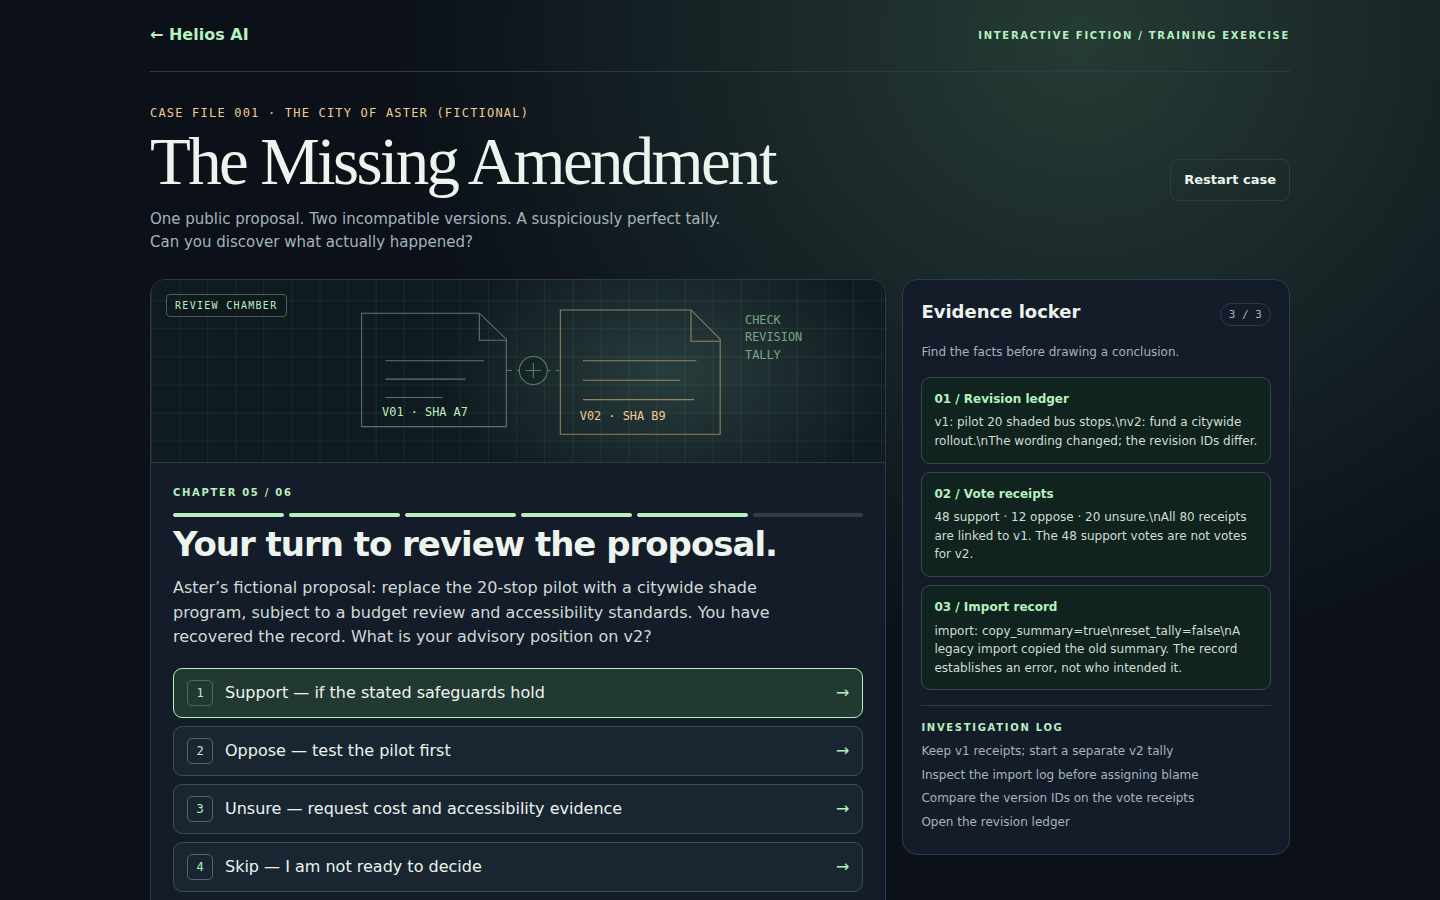 ← Helios AI
INTERACTIVE FICTION / TRAINING EXERCISE
CASE FILE 001 · THE CITY OF ASTER (FICTIONAL)
The Missing Amendment
One public proposal. Two incompatible versions. A suspiciously perfect tally.
Can you discover what actually happened?
Restart case
REVIEW CHAMBER
V01 · SHA A7
V02 · SHA B9
CHECK
REVISION
TALLY
CHAPTER 05 / 06
Your turn to review the proposal.
Aster’s fictional proposal: replace the 20-stop pilot with a citywide shade
program, subject to a budget review and accessibility standards. You have
recovered the record. What is your advisory position on v2?
1 Support — if the stated safeguards hold →
2 Oppose — test the pilot first →
3 Unsure — request cost and accessibility evidence →
4 Skip — I am not ready to decide →
Evidence locker
3 / 3
Find the facts before drawing a conclusion.
01 / Revision ledger
v1: pilot 20 shaded bus stops.\nv2: fund a citywide
rollout.\nThe wording changed; the revision IDs differ.
02 / Vote receipts
48 support · 12 oppose · 20 unsure.\nAll 80 receipts
are linked to v1. The 48 support votes are not votes
for v2.
03 / Import record
import: copy_summary=true\nreset_tally=false\nA
legacy import copied the old summary. The record
establishes an error, not who intended it.
INVESTIGATION LOG
Keep v1 receipts; start a separate v2 tally
Inspect the import log before assigning blame
Compare the version IDs on the vote receipts
Open the revision ledger